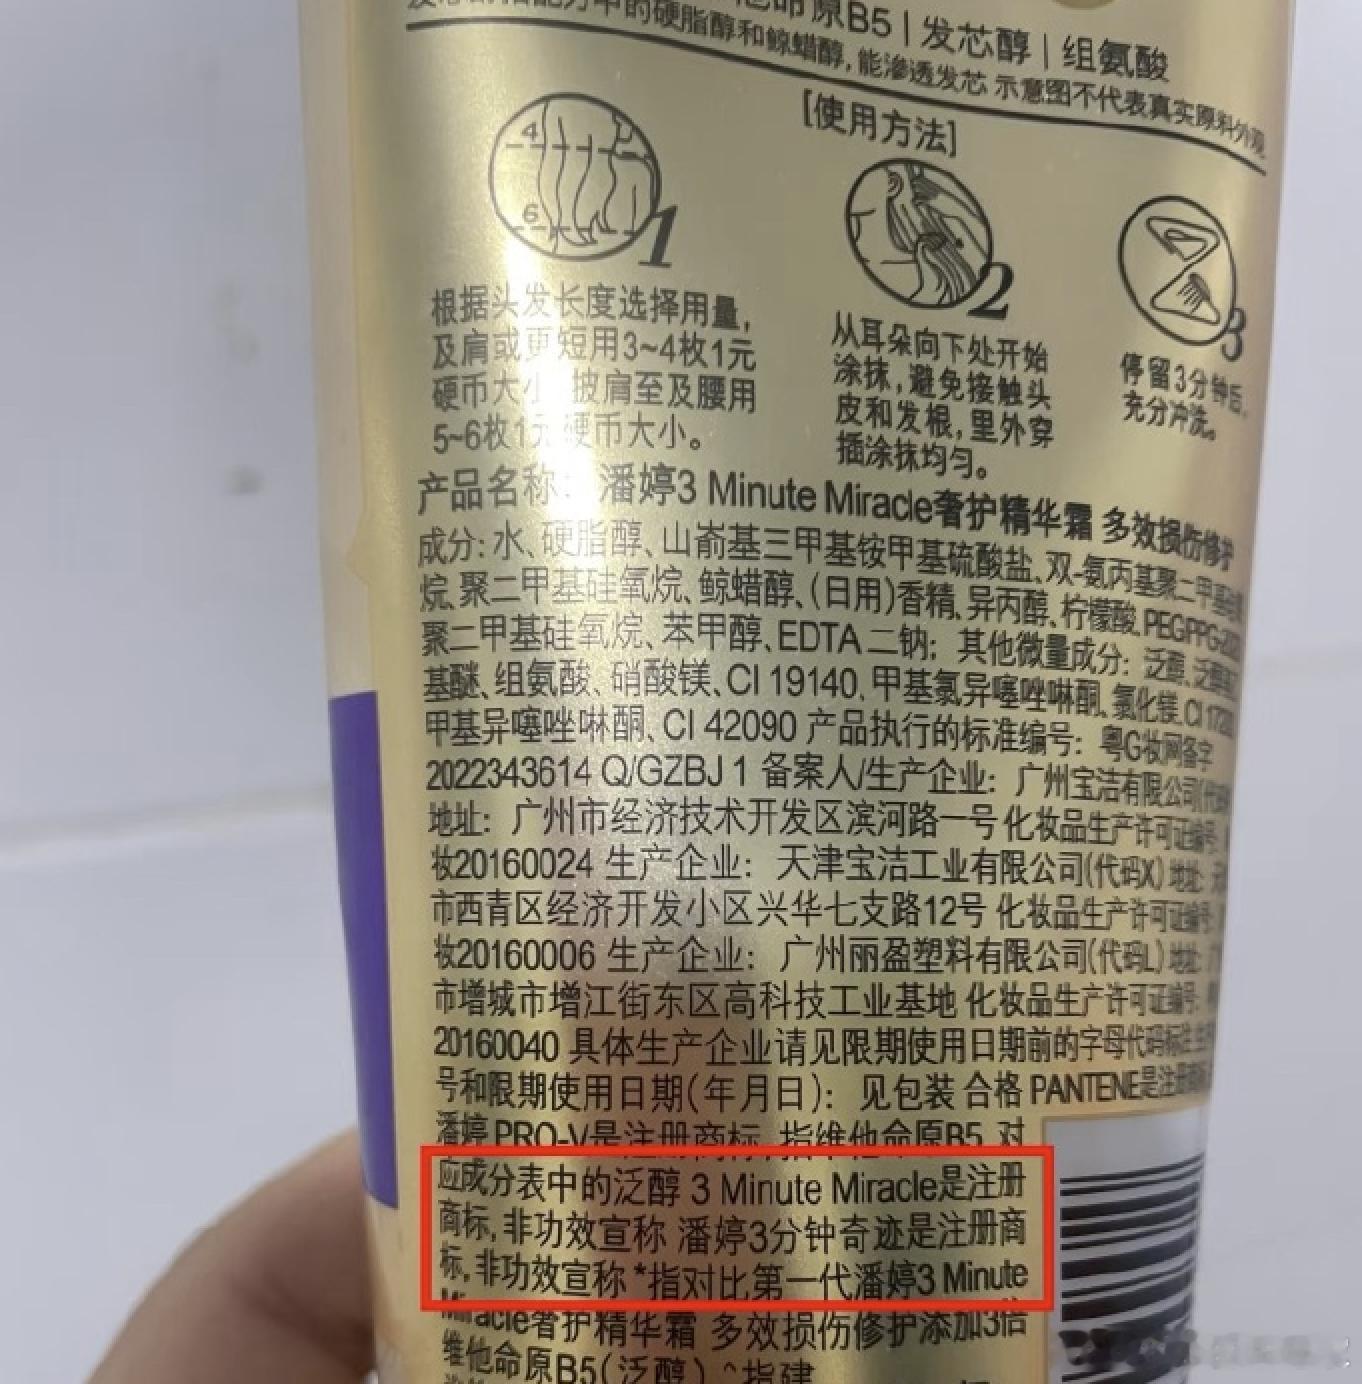 命原B5 | 发芯醇 | 组氨酸
中的硬脂醇和鲸蜡醇,能渗透发芯 示意图不代表真实原料外观
[使用方法]
4
6
1
2
3
根据头发长度选择用量,
及肩或更短用3~4枚1元
硬币大小 披肩至及腰用
5~6枚1元硬币大小。
从耳朵向下处开始
涂抹,避免接触头
皮和发根,里外穿
插涂抹均匀。
停留3分钟后,
充分冲洗。
产品名称: 潘婷3 Minute Miracle奢护精华霜 多效损伤修护
成分: 水、硬脂醇、山嵛基三甲基铵甲基硫酸盐、双-氨丙基聚二甲基
烷、聚二甲基硅氧烷、鲸蜡醇、(日用)香精、异丙醇、柠檬酸、PEG
聚二甲基硅氧烷、苯甲醇、EDTA 二钠; 其他微量成分: 泛醇、泛醇
基醚、组氨酸、硝酸镁、CI 19140、甲基氯异噻唑啉酮、氯化镁、CI
甲基异噻唑啉酮、CI 42090 产品执行的标准编号: 粤G妆网备字
2022343614 Q/GZBJ 1 备案人/生产企业: 广州宝洁有限公司
地址: 广州市经济技术开发区滨河路一号 化妆品生产许可证编号:
妆20160024 生产企业: 天津宝洁工业有限公司(代码X) 地址:
市西青区经济开发小区兴华七支路12号 化妆品生产许可证编号:
妆20160006 生产企业: 广州丽盈塑料有限公司(代码L) 地址:
市增城市增江街东区高科技工业基地 化妆品生产许可证编号:
20160040 具体生产企业请见限期使用日期前的字母代码标注
号和限期使用日期(年月日): 见包装 合格 PANTENE是注册
潘婷PRO-V是注册商标,指维他命原B5,对
应成分表中的泛醇 3 Minute Miracle是注册
商标,非功效宣称 潘婷3分钟奇迹是注册商
标,非功效宣称 *指对比第一代潘婷3 Minute
Miracle奢护精华霜 多效损伤修护添加3倍
维他命原B5(泛醇) ^指建